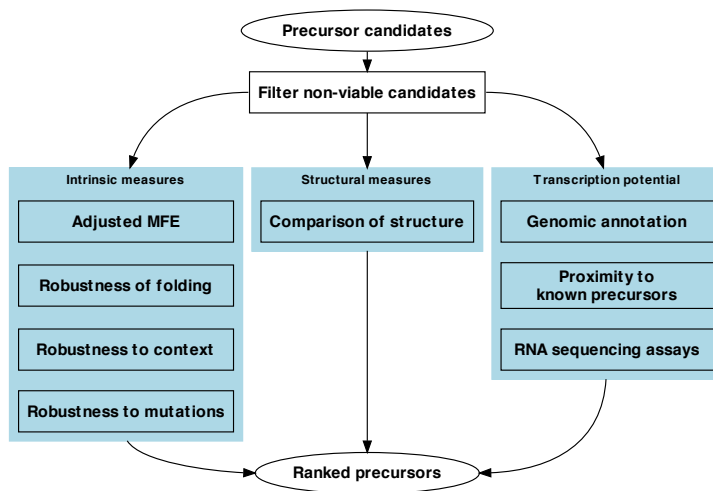 Precursor candidates
Filter non-viable candidates
Intrinsic measures
Adjusted MFE
Robustness of folding
Robustness to context
Robustness to mutations
Structural measures
Comparison of structure
Transcription potential
Genomic annotation
Proximity to
known precursors
RNA sequencing assays
Ranked precursors